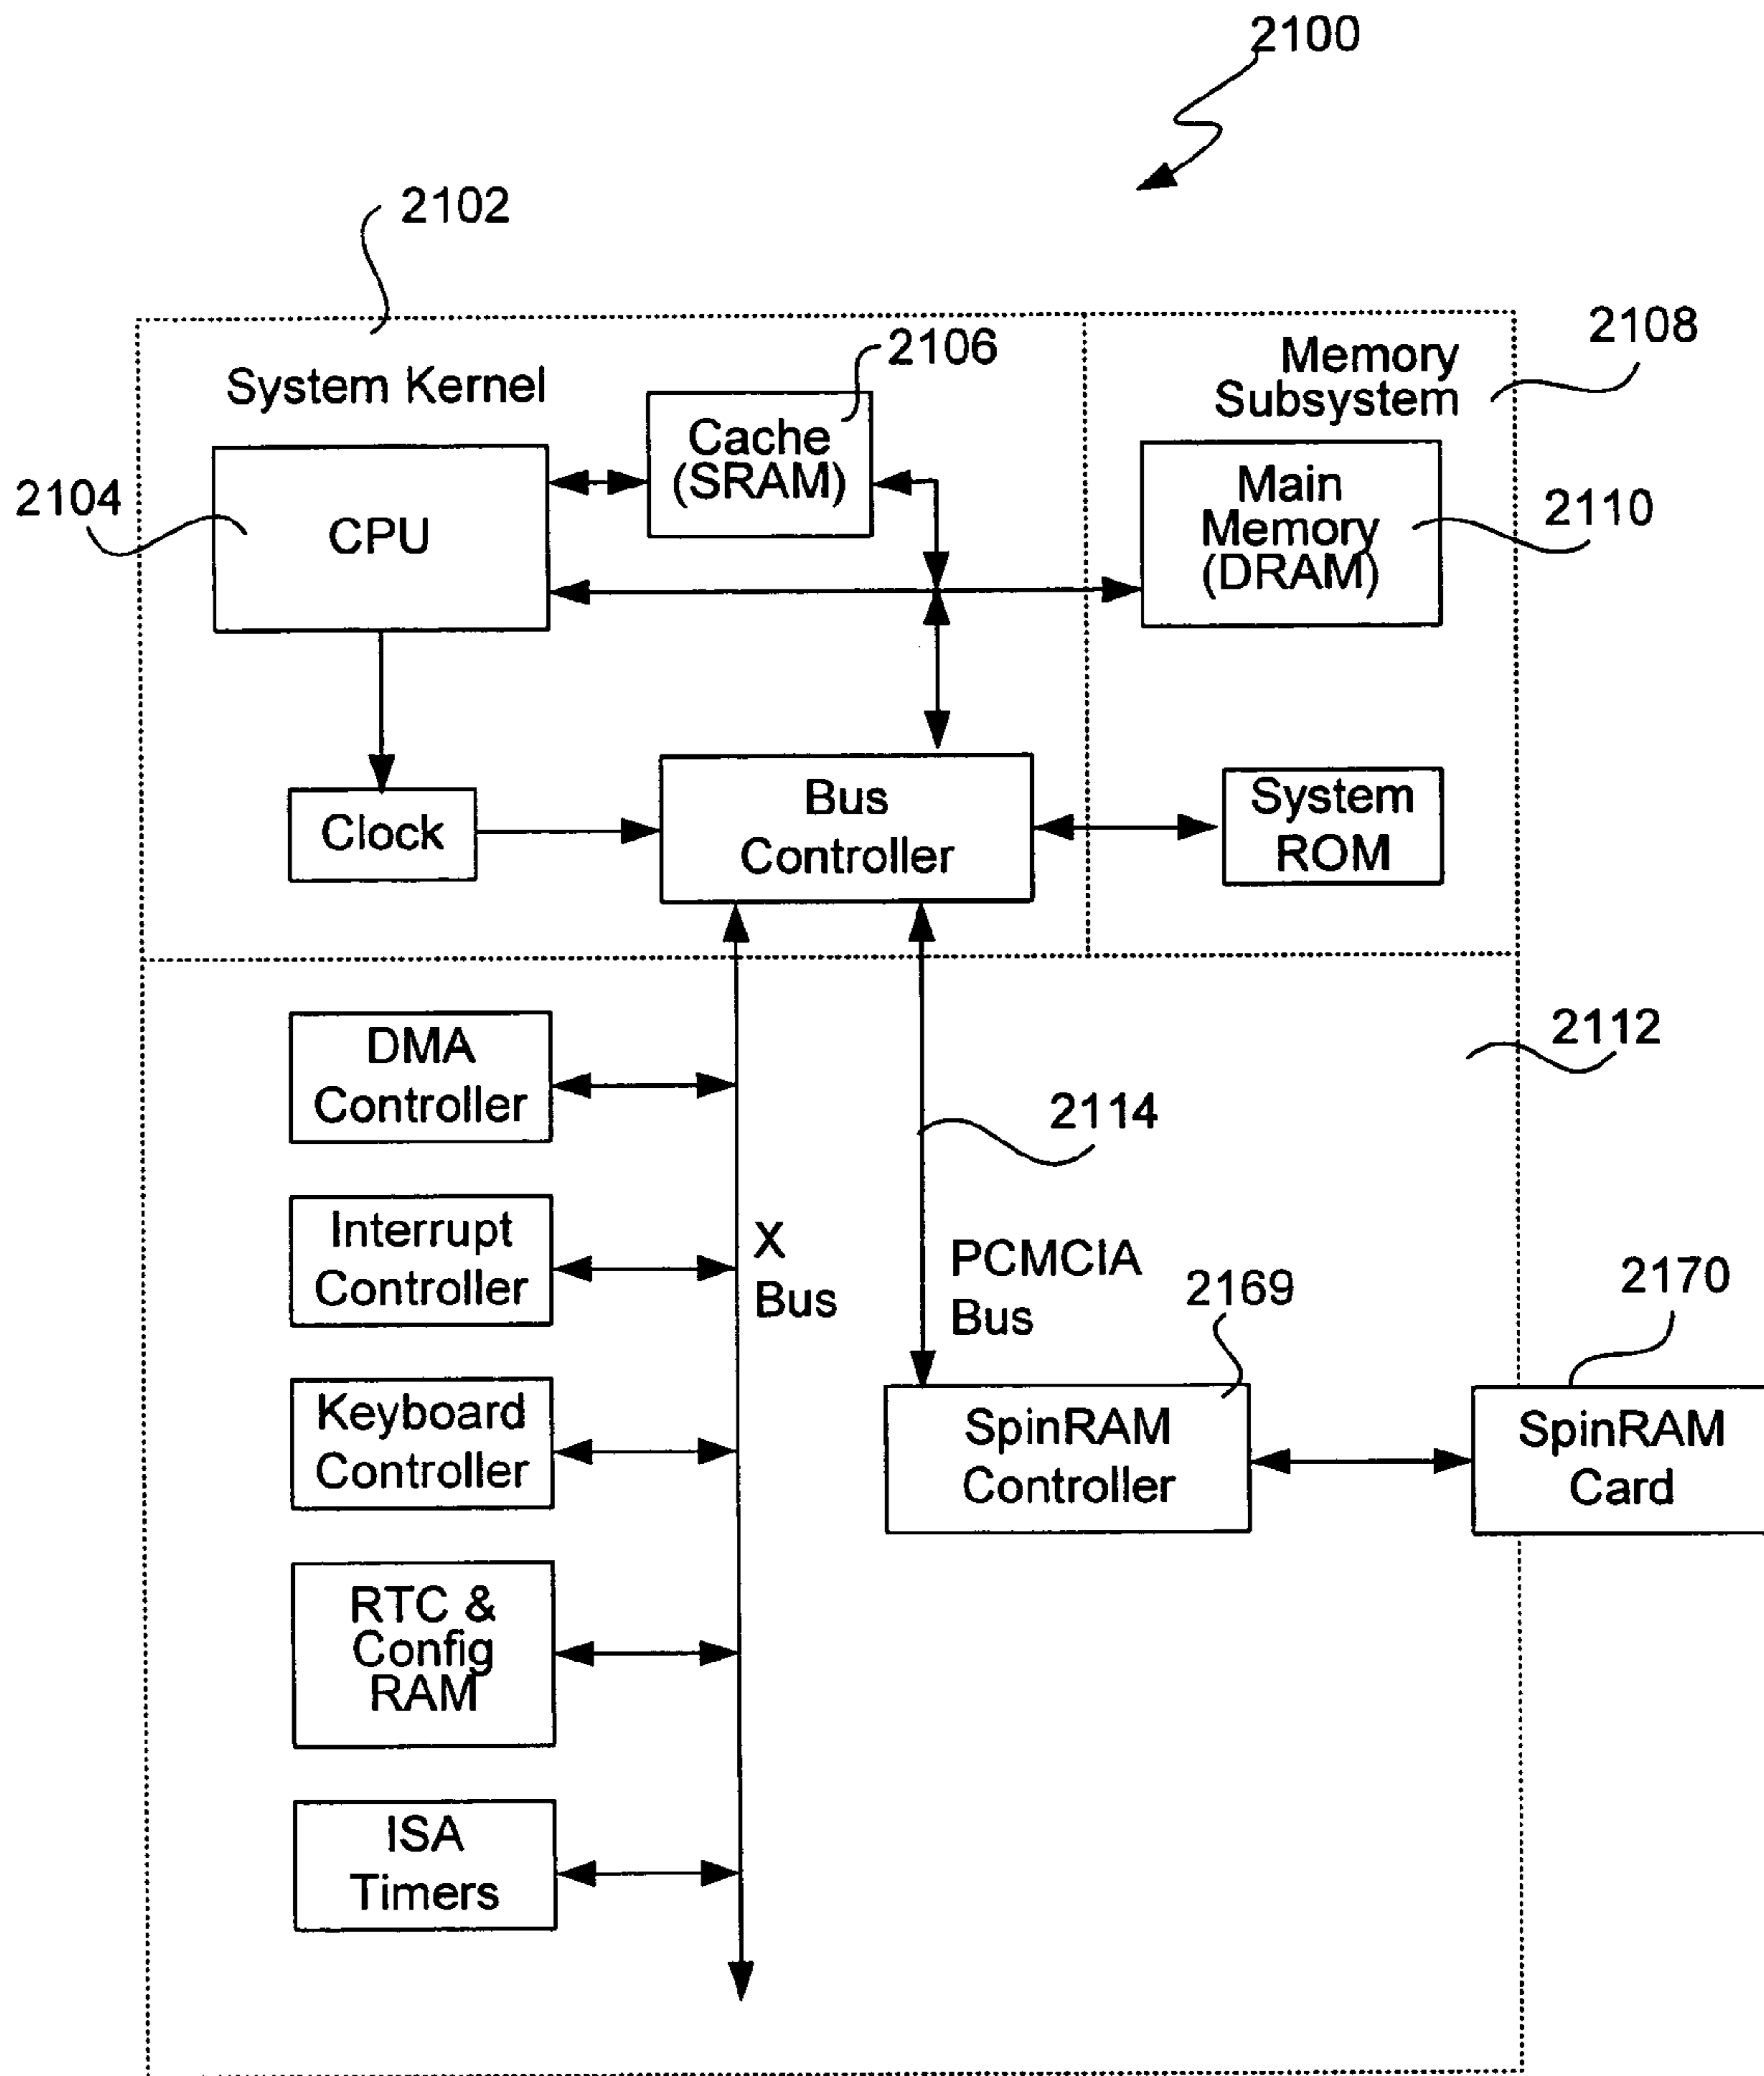 2100
2102
2108
2106
Memory
Subsystem
System Kernel
Cache
(SRAM)
Main
Memory
(DRAM)
2104
2110
CPU
Clock
Bus
Controller
System
ROM
DMA
Controller
2112
2114
Interrupt
Controller
X
Bus
PCMCIA
Bus
2169
2170
Keyboard
Controller
SpinRAM
Controller
SpinRAM
Card
RTC &
Config
RAM
ISA
Timers